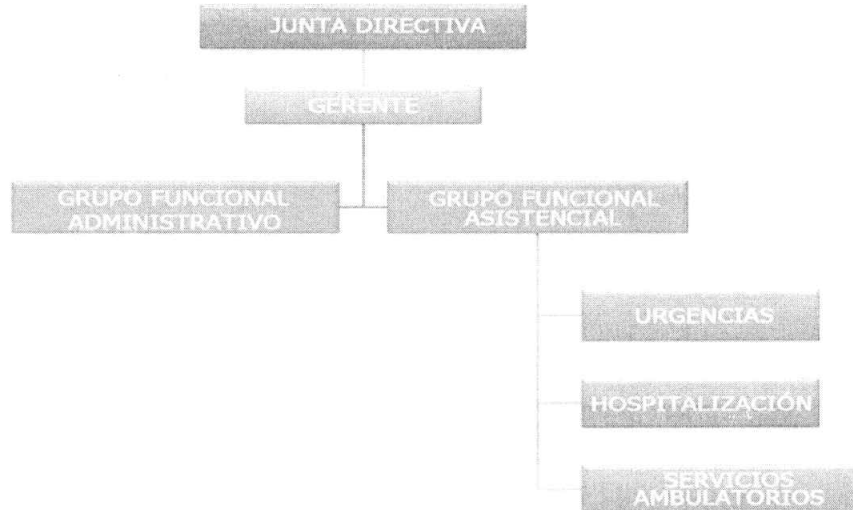 JUNTA DIRECTIVA
GERENTE
GRUPO FUNCIONAL
ADMINISTRATIVO
GRUPO FUNCIONAL
ASISTENCIAL
URGENCIAS
HOSPITALIZACIÓN
SERVICIOS
AMBULATORIOS